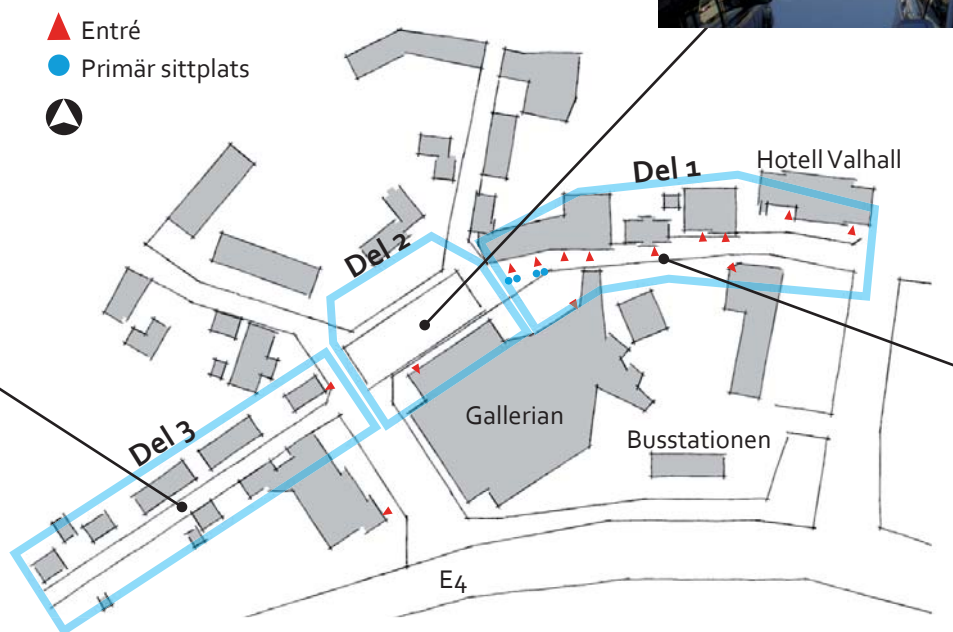 Entré
Primär sittplats
Hotell Valhall
Del 1
Del 2
Del 3
Gallerian
Busstationen
E4